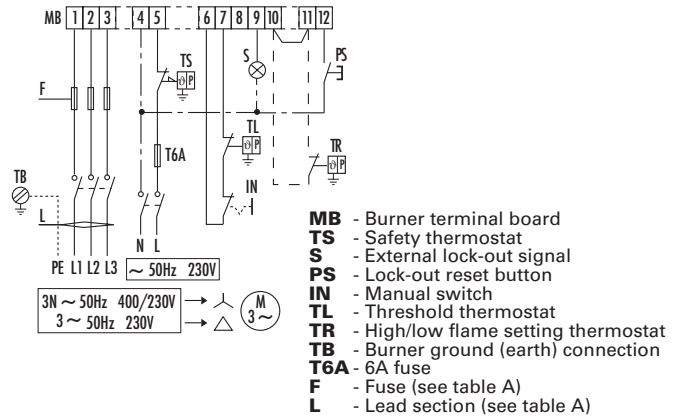 MB 1 2 3 4 5 6 7 8 9 10 11 12
TS
ϑ P
S
PS
F
T6A
TL
ϑ P
TR
ϑ P
TB
IN
L
N L
PE L1 L2 L3
~ 50Hz 230V
3N ~ 50Hz 400/230V
3 ~ 50Hz 230V
M
3 ~
MB - Burner terminal board
TS - Safety thermostat
S - External lock-out signal
PS - Lock-out reset button
IN - Manual switch
TL - Threshold thermostat
TR - High/low flame setting thermostat
TB - Burner ground (earth) connection
T6A - 6A fuse
F - Fuse (see table A)
L - Lead section (see table A)